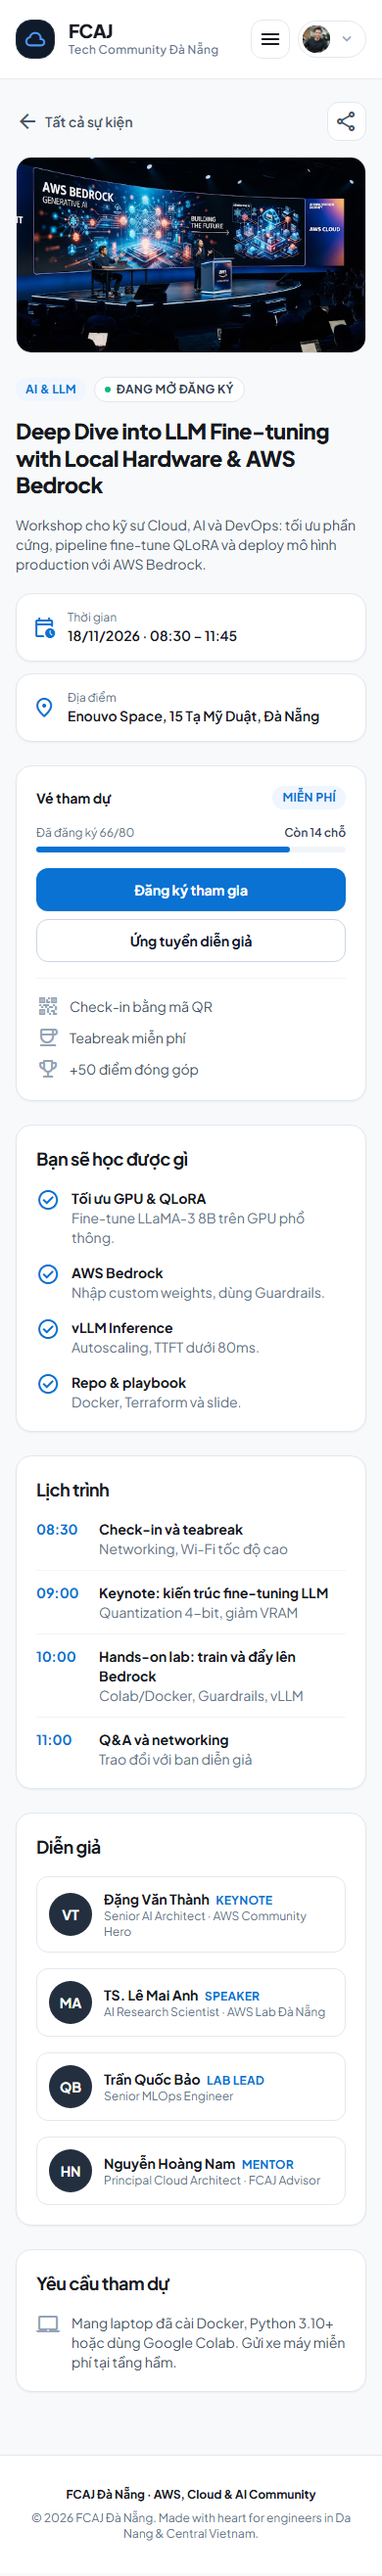 FCAJ
Tech Community Đà Nẵng
Tất cả sự kiện
AWS BEDROCK
GENERATIVE AI
BUILDING
THE FUTURE
AWS CLOUD
AI & LLM
ĐANG MỞ ĐĂNG KÝ
Deep Dive into LLM Fine-tuning
with Local Hardware & AWS
Bedrock
Workshop cho kỹ sư Cloud, AI và DevOps: tối ưu phần
cứng, pipeline fine-tune QLoRA và deploy mô hình
production với AWS Bedrock.
Thời gian
18/11/2026 · 08:30 – 11:45
Địa điểm
Enouvo Space, 15 Tạ Mỹ Duật, Đà Nẵng
Vé tham dự
MIỄN PHÍ
Đã đăng ký 66/80
Còn 14 chỗ
Đăng ký tham gia
Ứng tuyển diễn giả
Check-in bằng mã QR
Teabreak miễn phí
+50 điểm đóng góp
Bạn sẽ học được gì
Tối ưu GPU & QLoRA
Fine-tune LLaMA-3 8B trên GPU phổ
thông.
AWS Bedrock
Nhập custom weights, dùng Guardrails.
vLLM Inference
Autoscaling, TTFT dưới 80ms.
Repo & playbook
Docker, Terraform và slide.
Lịch trình
08:30
Check-in và teabreak
Networking, Wi-Fi tốc độ cao
09:00
Keynote: kiến trúc fine-tuning LLM
Quantization 4-bit, giảm VRAM
10:00
Hands-on lab: train và đẩy lên
Bedrock
Colab/Docker, Guardrails, vLLM
11:00
Q&A và networking
Trao đổi với ban diễn giả
Diễn giả
VT
Đặng Văn Thành KEYNOTE
Senior AI Architect · AWS Community
Hero
MA
TS. Lê Mai Anh SPEAKER
AI Research Scientist · AWS Lab Đà Nẵng
QB
Trần Quốc Bảo LAB LEAD
Senior MLOps Engineer
HN
Nguyễn Hoàng Nam MENTOR
Principal Cloud Architect · FCAJ Advisor
Yêu cầu tham dự
Mang laptop đã cài Docker, Python 3.10+
hoặc dùng Google Colab. Gửi xe máy miễn
phí tại tầng hầm.
FCAJ Đà Nẵng · AWS, Cloud & AI Community
© 2026 FCAJ Đà Nẵng. Made with heart for engineers in Da
Nang & Central Vietnam.